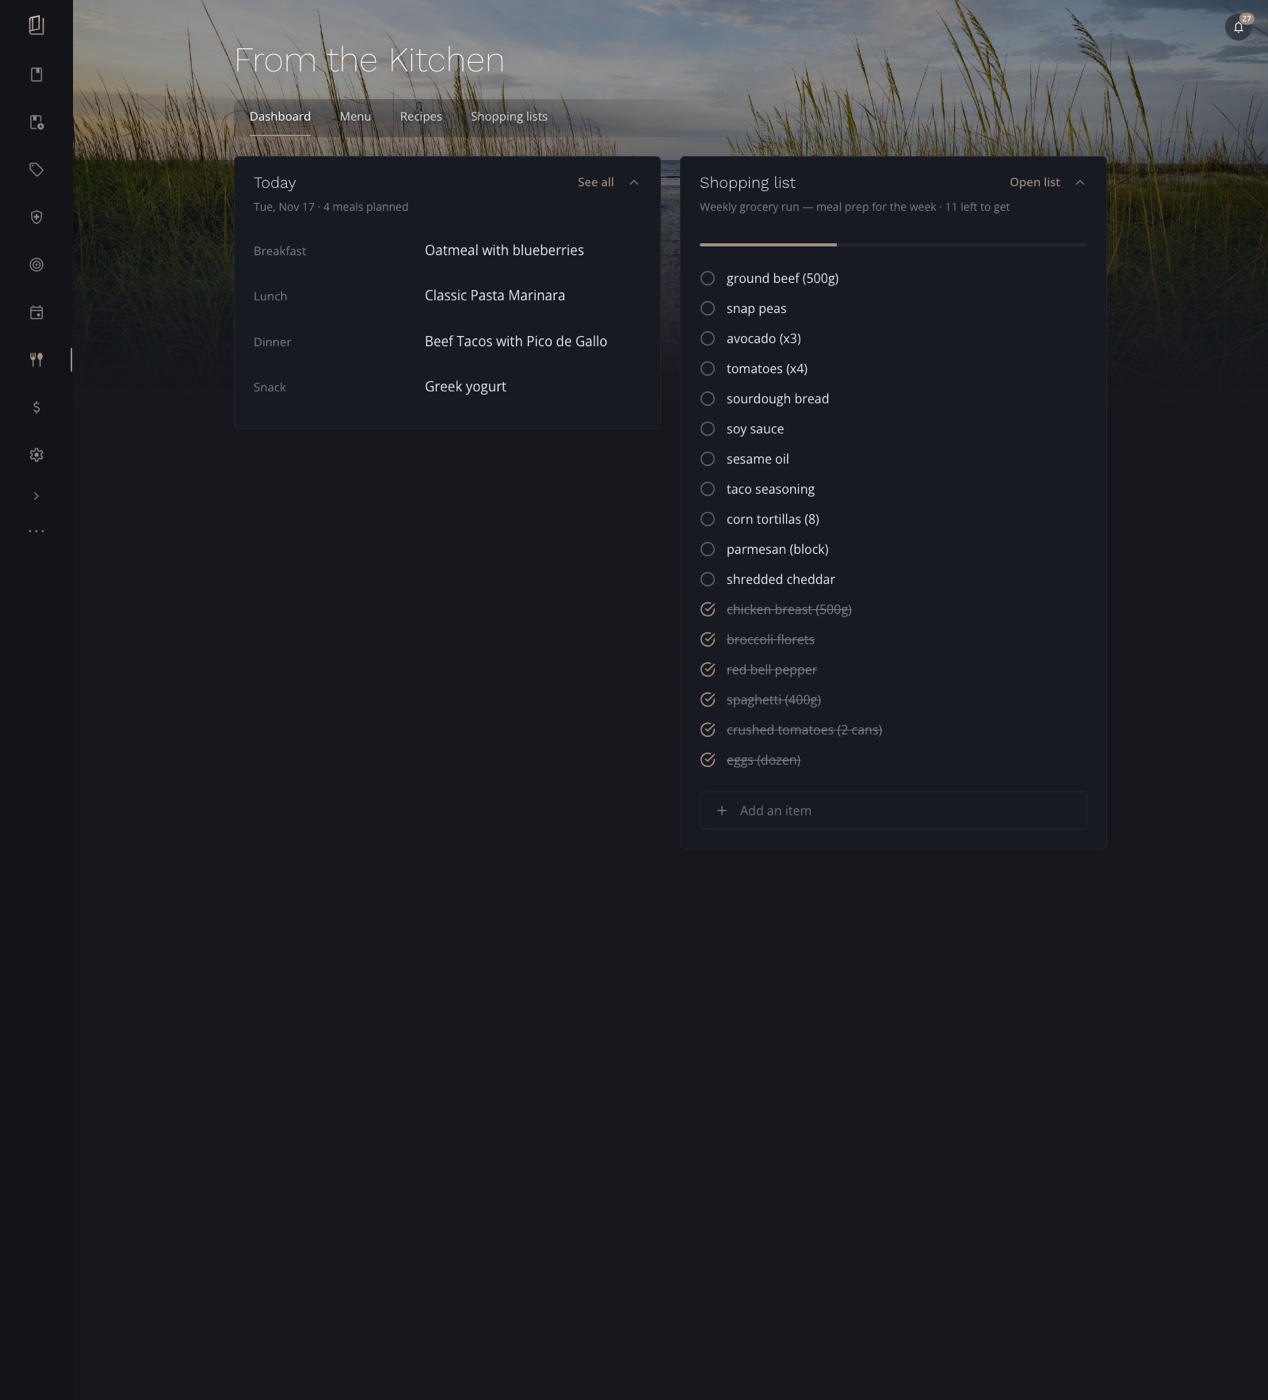 27
From the Kitchen
Dashboard Menu Recipes Shopping lists
Today See all
Tue, Nov 17 · 4 meals planned
Breakfast Oatmeal with blueberries
Lunch Classic Pasta Marinara
Dinner Beef Tacos with Pico de Gallo
Snack Greek yogurt
Shopping list Open list
Weekly grocery run — meal prep for the week · 11 left to get
ground beef (500g)
snap peas
avocado (x3)
tomatoes (x4)
sourdough bread
soy sauce
sesame oil
taco seasoning
corn tortillas (8)
parmesan (block)
shredded cheddar
chicken breast (500g)
broccoli florets
red bell pepper
spaghetti (400g)
crushed tomatoes (2 cans)
eggs (dozen)
+ Add an item